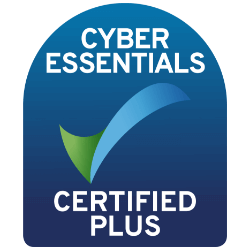 CYBER
ESSENTIALS
CERTIFIED
PLUS